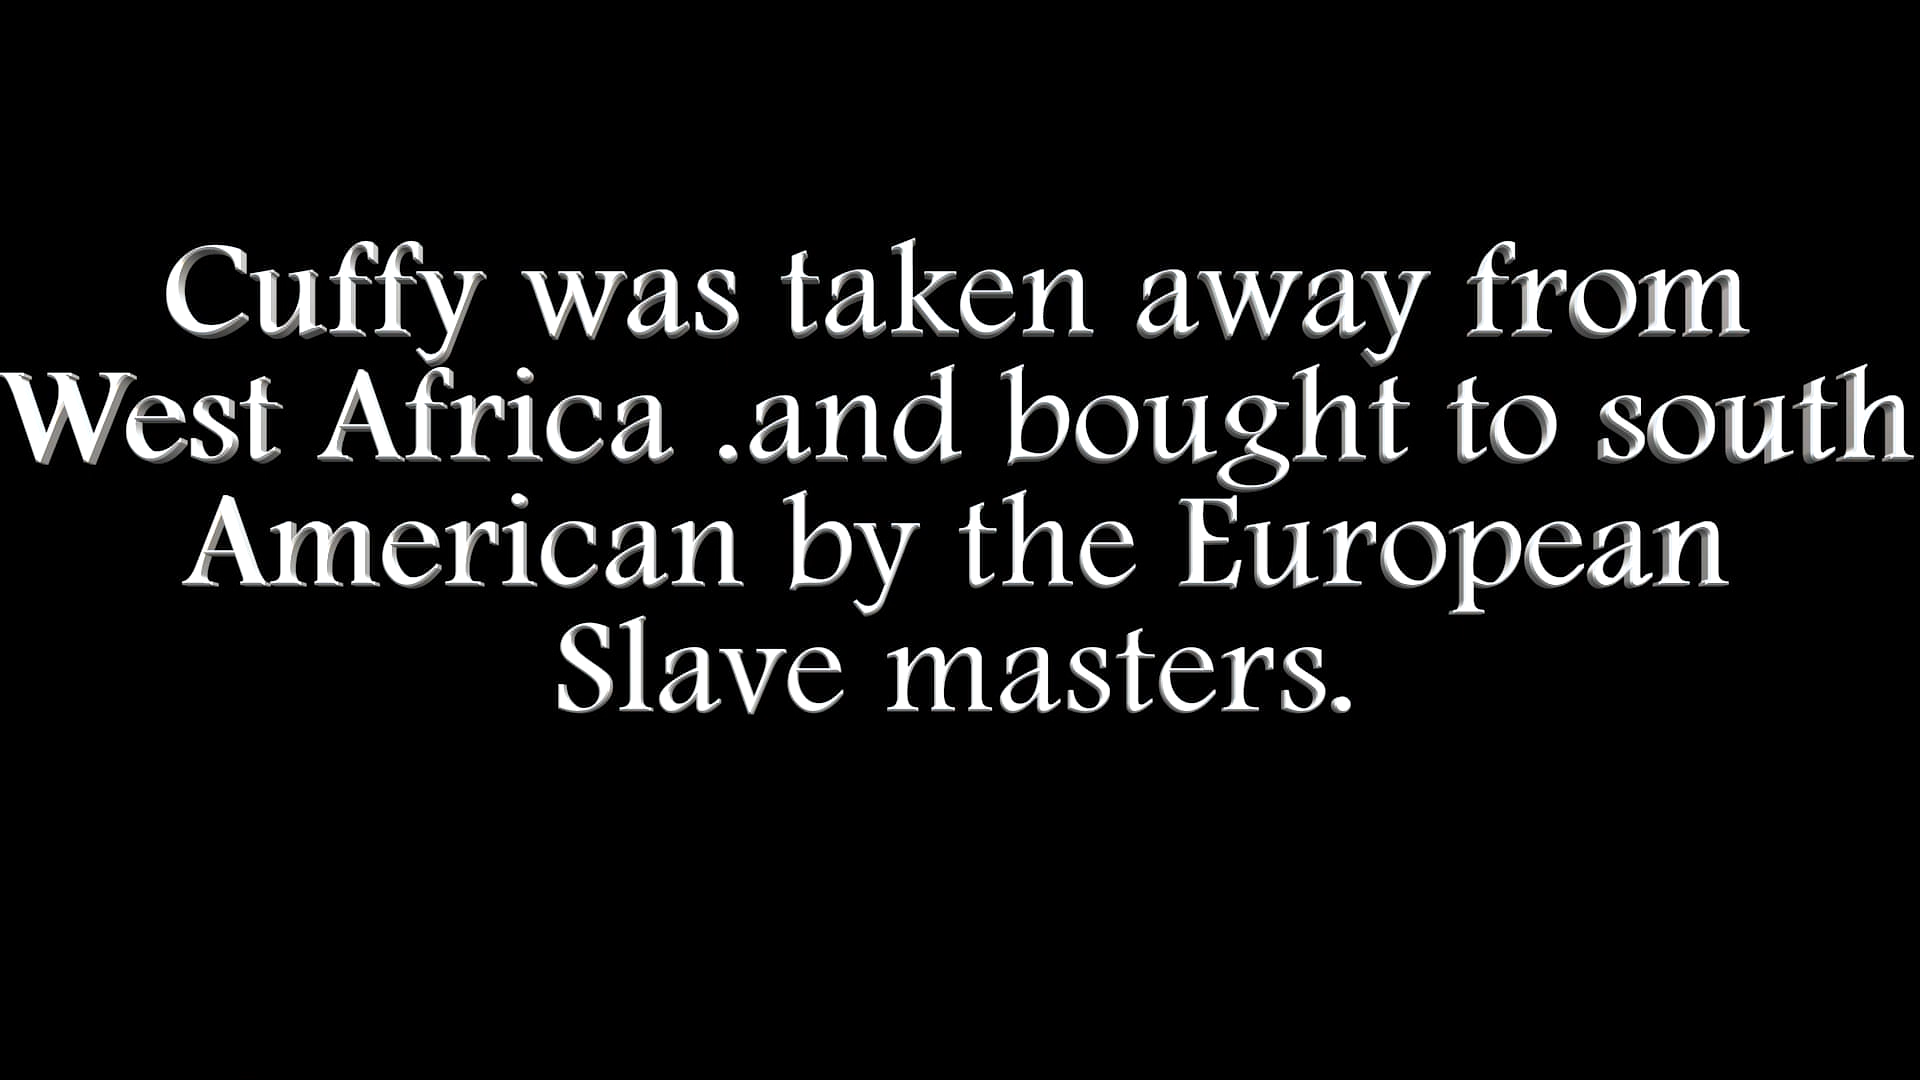 Cuffy was taken away from
West Africa .and bought to south
American by the European
Slave masters.